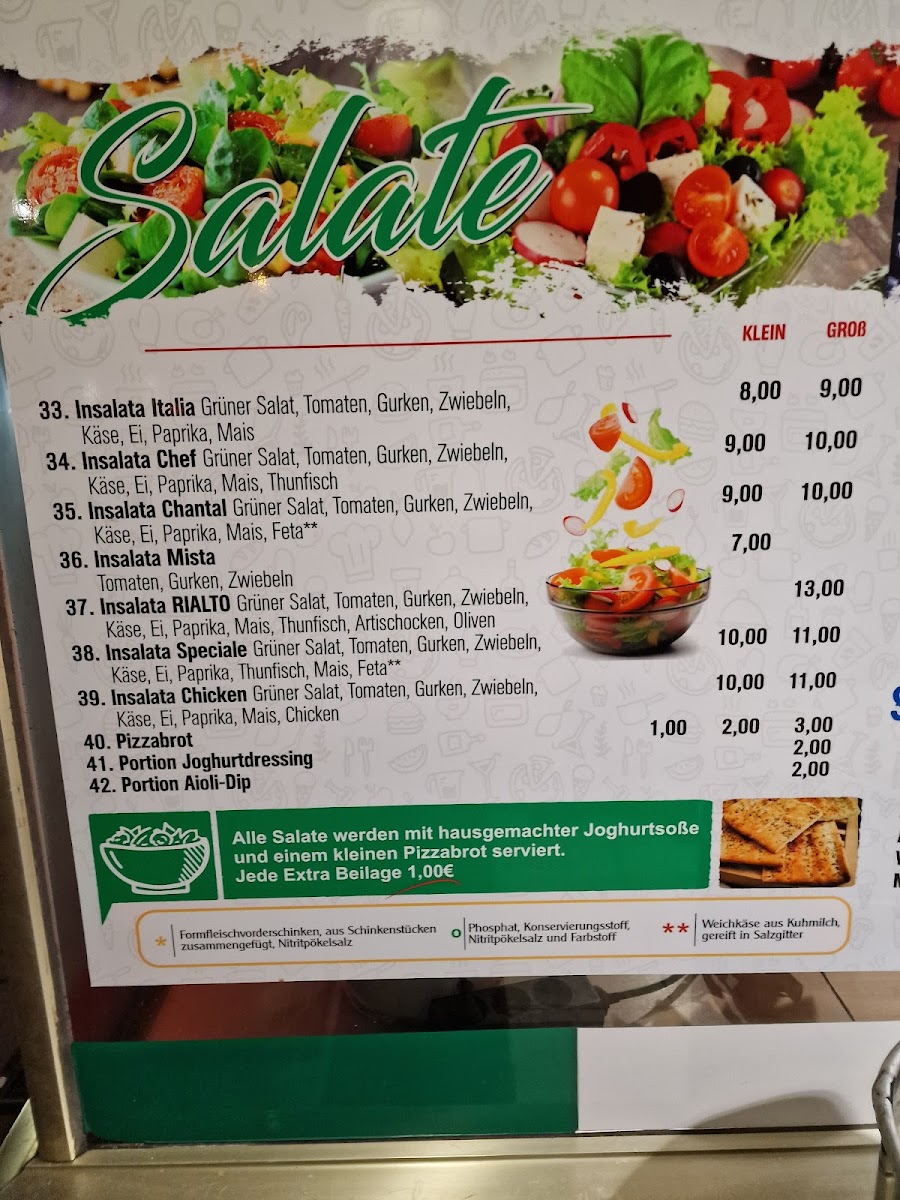 Salate
KLEIN GROß
33. Insalata Italia Grüner Salat, Tomaten, Gurken, Zwiebeln, 8,00 9,00
Käse, Ei, Paprika, Mais
34. Insalata Chef Grüner Salat, Tomaten, Gurken, Zwiebeln, 9,00 10,00
Käse, Ei, Paprika, Mais, Thunfisch
35. Insalata Chantal Grüner Salat, Tomaten, Gurken, Zwiebeln, 9,00 10,00
Käse, Ei, Paprika, Mais, Feta**
36. Insalata Mista 7,00
Tomaten, Gurken, Zwiebeln
37. Insalata RIALTO Grüner Salat, Tomaten, Gurken, Zwiebeln, 13,00
Käse, Ei, Paprika, Mais, Thunfisch, Artischocken, Oliven
38. Insalata Speciale Grüner Salat, Tomaten, Gurken, Zwiebeln, 10,00 11,00
Käse, Ei, Paprika, Thunfisch, Mais, Feta**
39. Insalata Chicken Grüner Salat, Tomaten, Gurken, Zwiebeln, 10,00 11,00
Käse, Ei, Paprika, Mais, Chicken
40. Pizzabrot 1,00 2,00 3,00
41. Portion Joghurtdressing 2,00
42. Portion Aioli-Dip 2,00
Alle Salate werden mit hausgemachter Joghurtsoße
und einem kleinen Pizzabrot serviert.
Jede Extra Beilage 1,00€
* Formfleischvorderschinken, aus Schinkenstücken
zusammengefügt, Nitritpökelsalz
o Phosphat, Konservierungsstoff,
Nitritpökelsalz und Farbstoff
** Weichkäse aus Kuhmilch,
gereift in Salzgitter